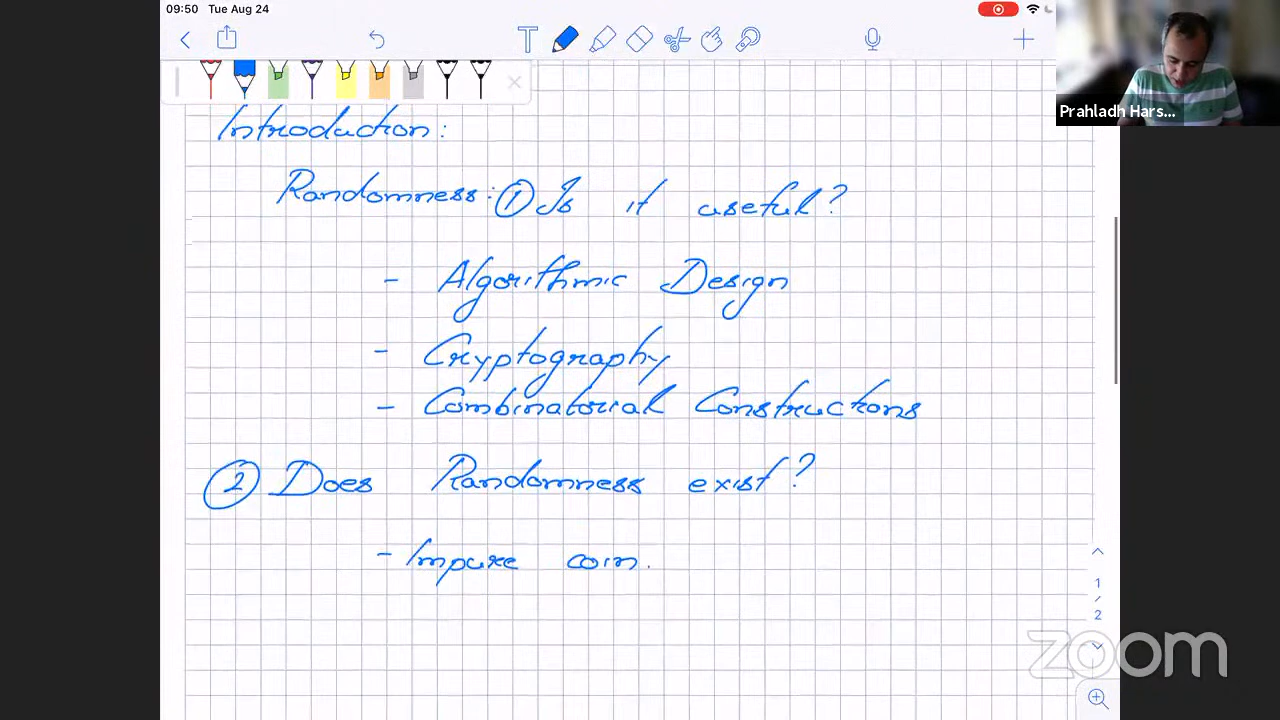 09:50 Tue Aug 24
Prahladh Hars...
Introduction:
Randomness: ① Is it useful?
- Algorithmic Design
- Cryptography
- Combinatorial Constructions
② Does Randomness exist?
- Impure coin.
1
/
2
zoom